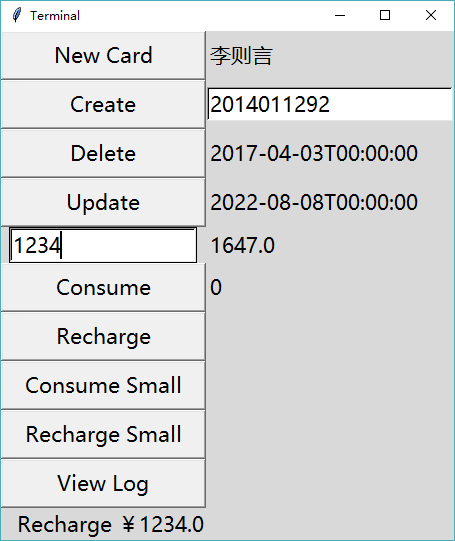 Terminal
New Card 李则言
Create 2014011292
Delete 2017-04-03T00:00:00
Update 2022-08-08T00:00:00
1234 1647.0
Consume 0
Recharge
Consume Small
Recharge Small
View Log
Recharge ¥1234.0